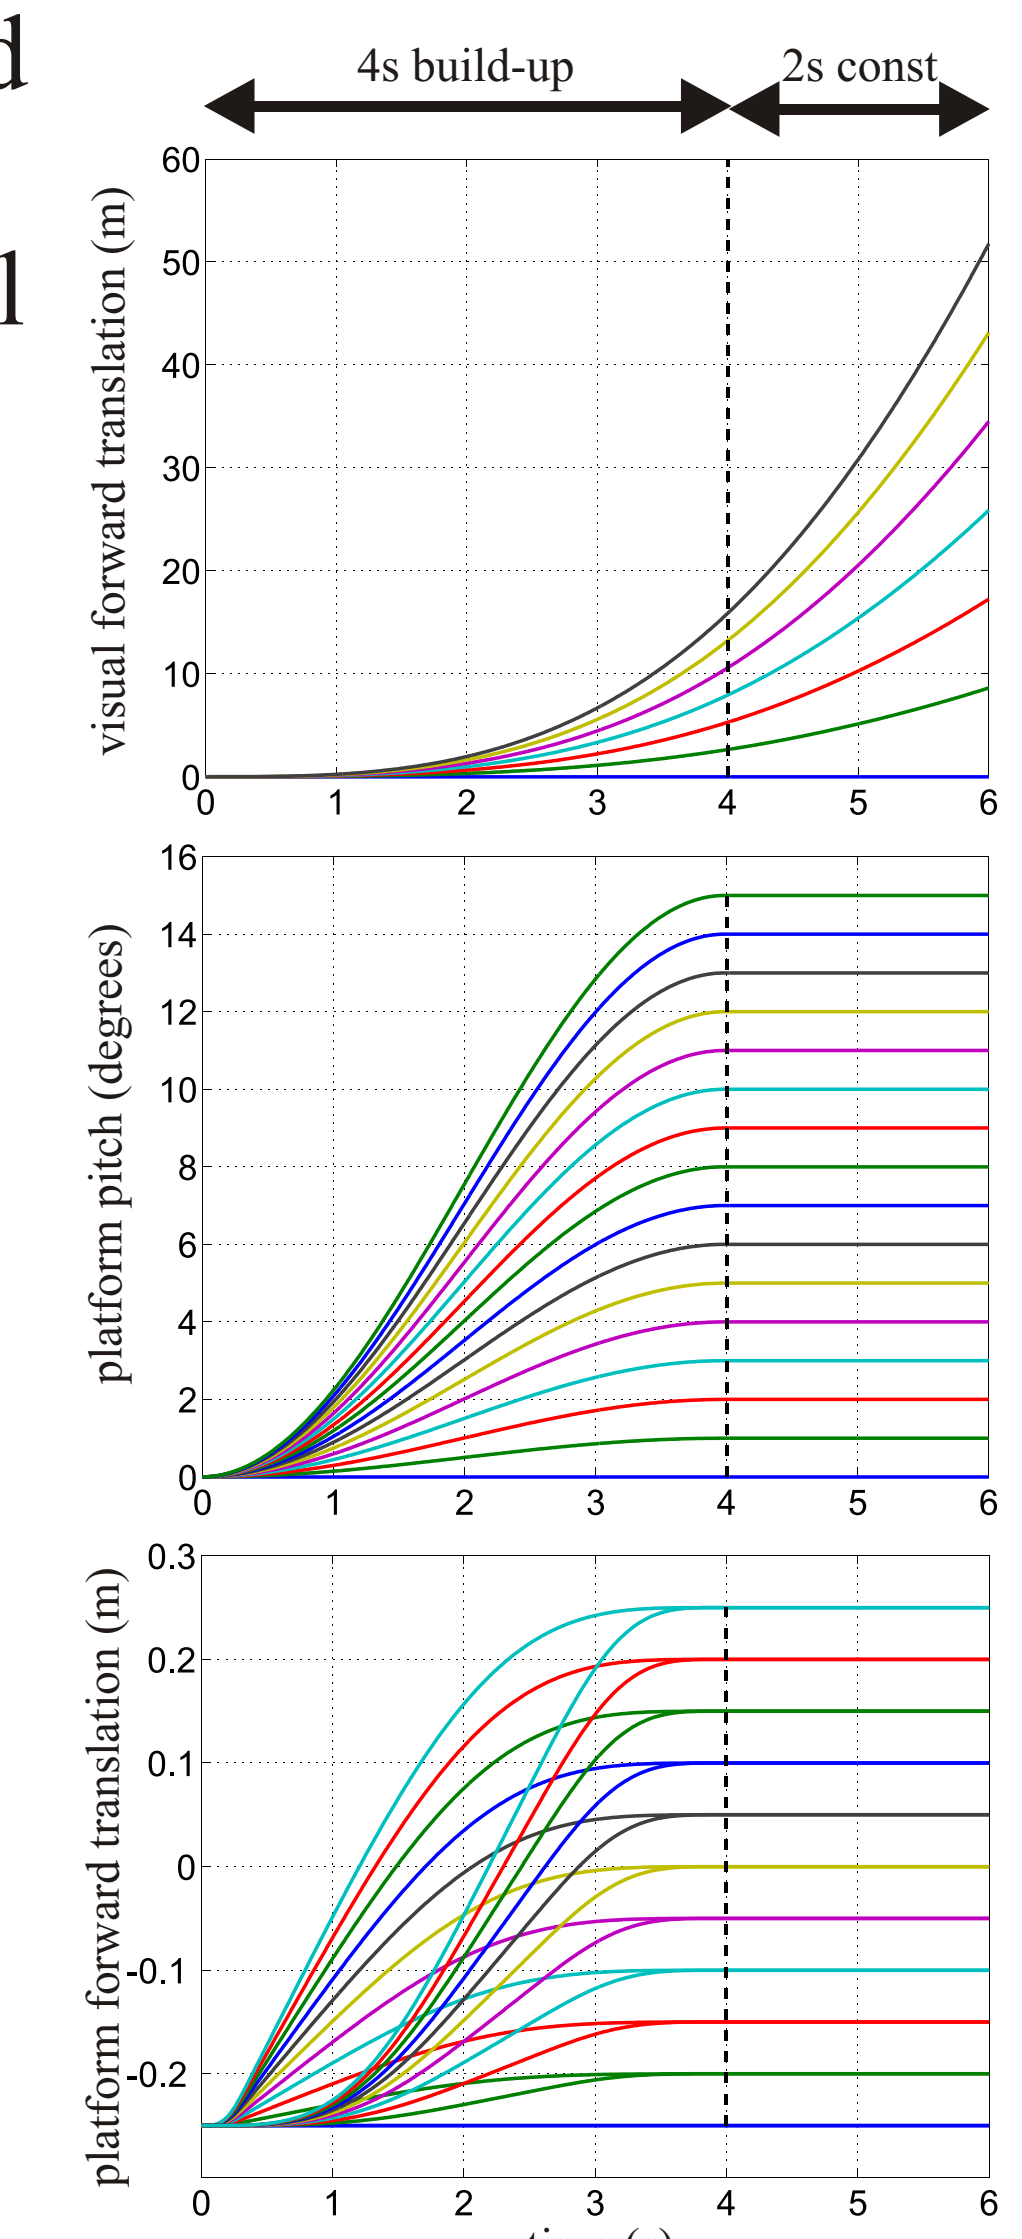 d
l
4s build-up 2s const
visual forward translation (m)
60
50
40
30
20
10
0
0 1 2 3 4 5 6
platform pitch (degrees)
16
14
12
10
8
6
4
2
0
0 1 2 3 4 5 6
platform forward translation (m)
0.3
0.2
0.1
0
-0.1
-0.2
0 1 2 3 4 5 6